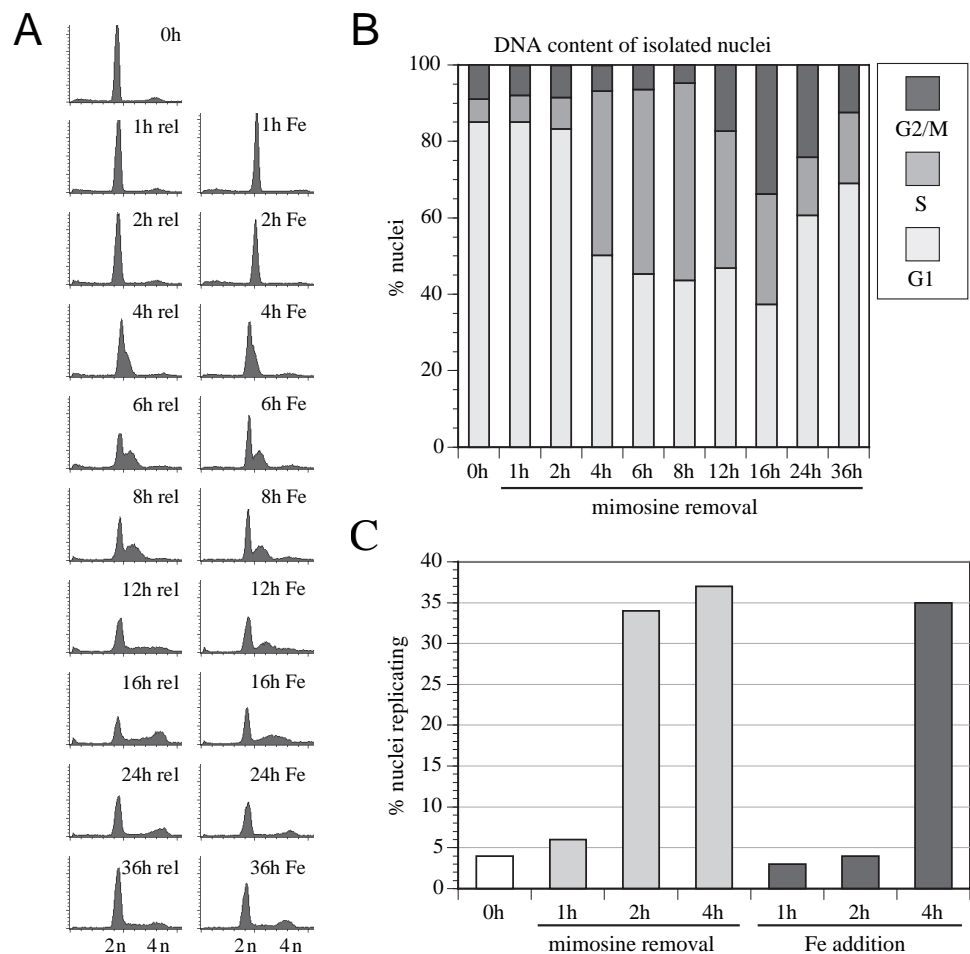 A
0h
1h rel
1h Fe
2h rel
2h Fe
4h rel
4h Fe
6h rel
6h Fe
8h rel
8h Fe
12h rel
12h Fe
16h rel
16h Fe
24h rel
24h Fe
36h rel
36h Fe
2n 4n 2n 4n
B
DNA content of isolated nuclei
100
80
60
40
20
0
% nuclei
0h 1h 2h 4h 6h 8h 12h 16h 24h 36h
mimosine removal
G2/M
S
G1
C
40
35
30
25
20
15
10
5
0
% nuclei replicating
0h 1h 2h 4h 1h 2h 4h
mimosine removal Fe addition